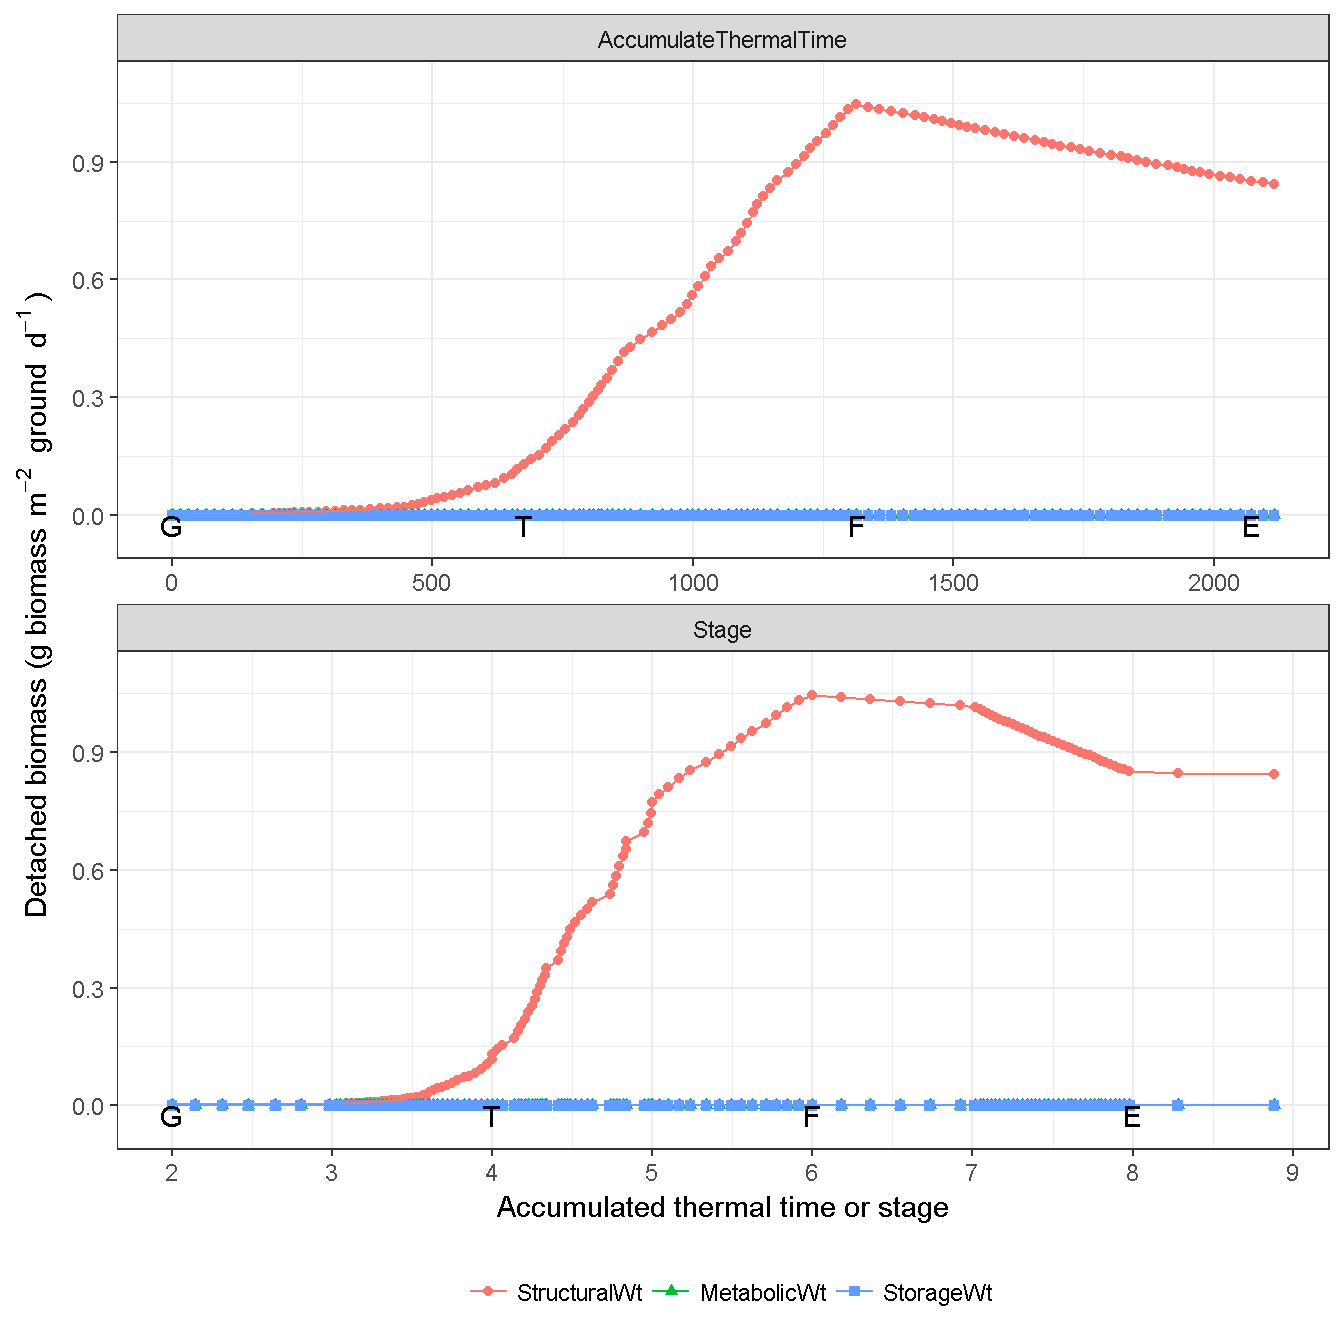 AccumulateThermalTime
0.9
0.6
0.3
0.0
G T F E
0 500 1000 1500 2000
Stage
0.9
0.6
0.3
0.0
G T F E
2 3 4 5 6 7 8 9
Accumulated thermal time or stage
Detached biomass (g biomass m⁻² ground d⁻¹ )
StructuralWt MetabolicWt StorageWt